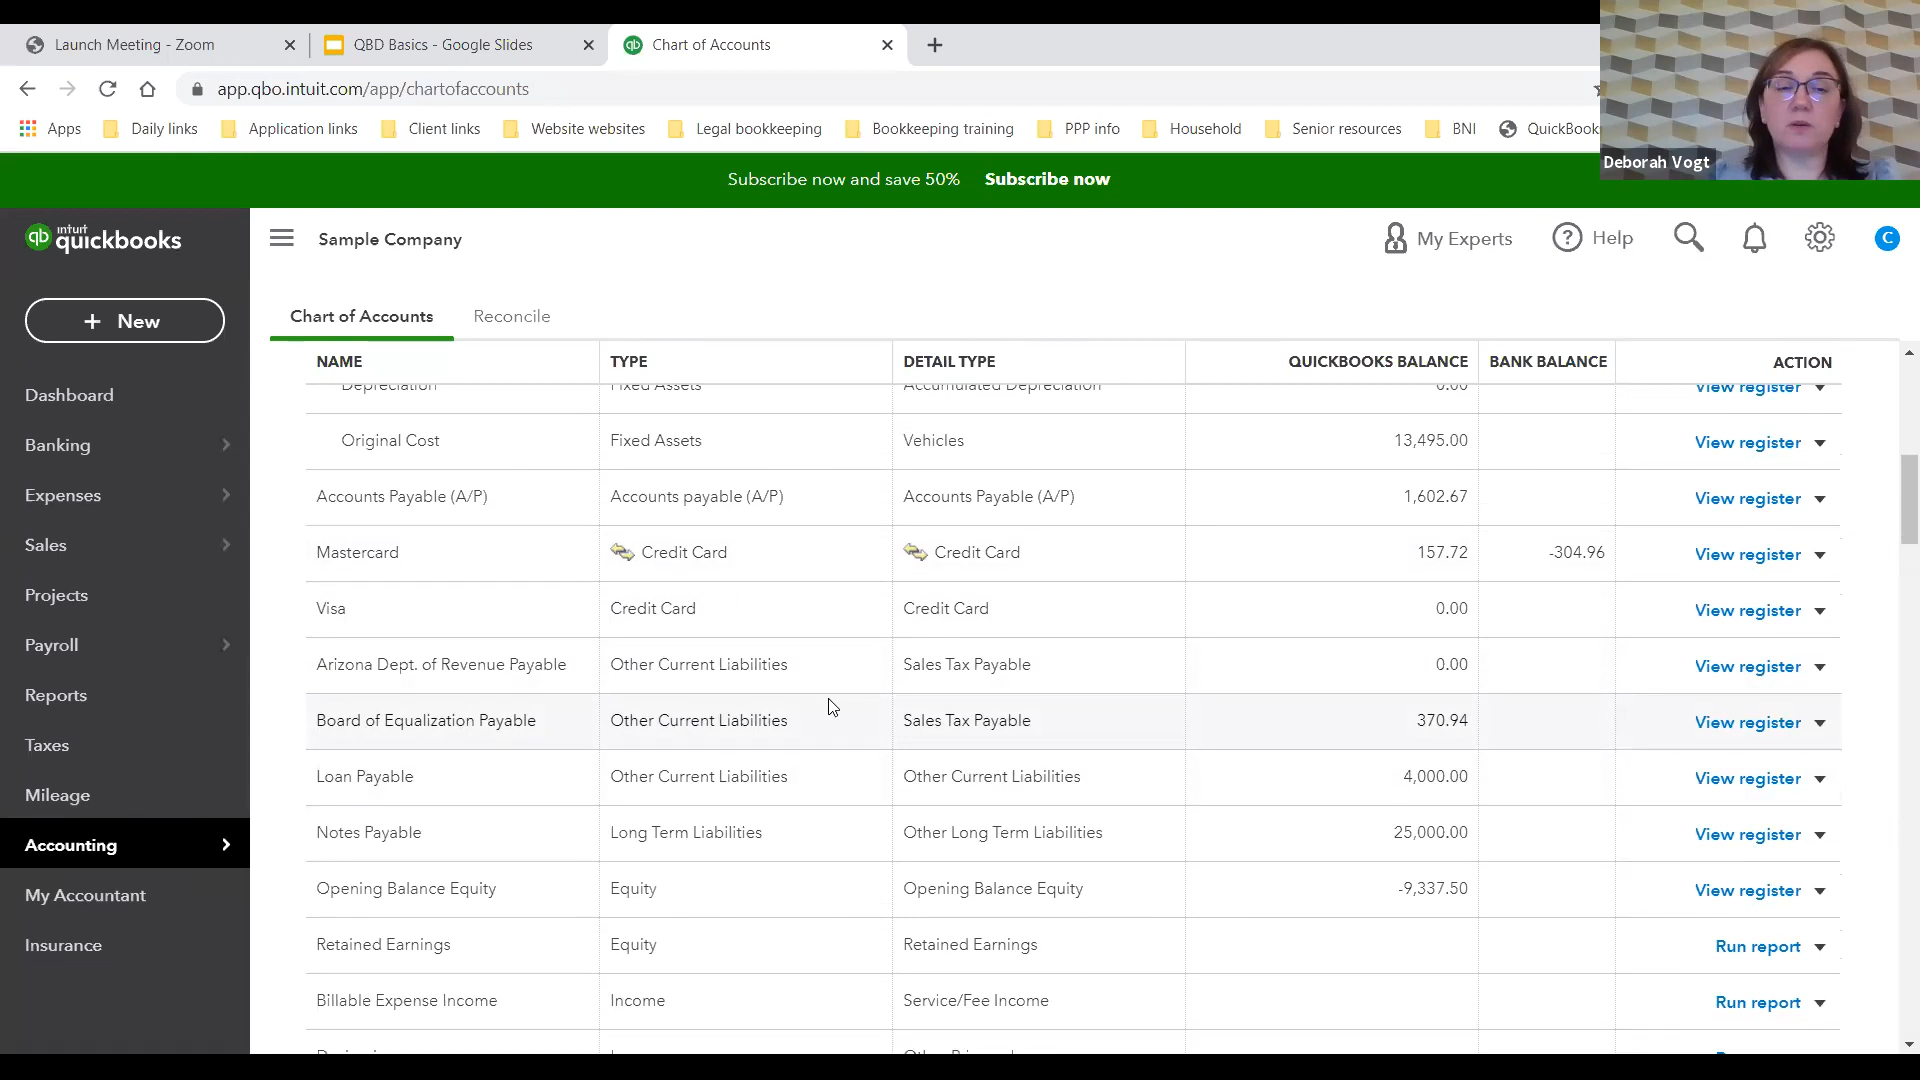 Launch Meeting - Zoom
QBD Basics - Google Slides
Chart of Accounts
app.qbo.intuit.com/app/chartofaccounts
Apps
Daily links
Application links
Client links
Website websites
Legal bookkeeping
Bookkeeping training
PPP info
Household
Senior resources
BNI
QuickBook
Deborah Vogt
Subscribe now and save 50% Subscribe now
intuit
quickbooks
Sample Company
My Experts
Help
C
+ New
Dashboard
Banking
Expenses
Sales
Projects
Payroll
Reports
Taxes
Mileage
Accounting
My Accountant
Insurance
Chart of Accounts Reconcile
NAME TYPE DETAIL TYPE QUICKBOOKS BALANCE BANK BALANCE ACTION
Depreciation Fixed Assets Accumulated Depreciation 0.00 View register
Original Cost Fixed Assets Vehicles 13,495.00 View register
Accounts Payable (A/P) Accounts payable (A/P) Accounts Payable (A/P) 1,602.67 View register
Mastercard Credit Card Credit Card 157.72 -304.96 View register
Visa Credit Card Credit Card 0.00 View register
Arizona Dept. of Revenue Payable Other Current Liabilities Sales Tax Payable 0.00 View register
Board of Equalization Payable Other Current Liabilities Sales Tax Payable 370.94 View register
Loan Payable Other Current Liabilities Other Current Liabilities 4,000.00 View register
Notes Payable Long Term Liabilities Other Long Term Liabilities 25,000.00 View register
Opening Balance Equity Equity Opening Balance Equity -9,337.50 View register
Retained Earnings Equity Retained Earnings Run report
Billable Expense Income Income Service/Fee Income Run report